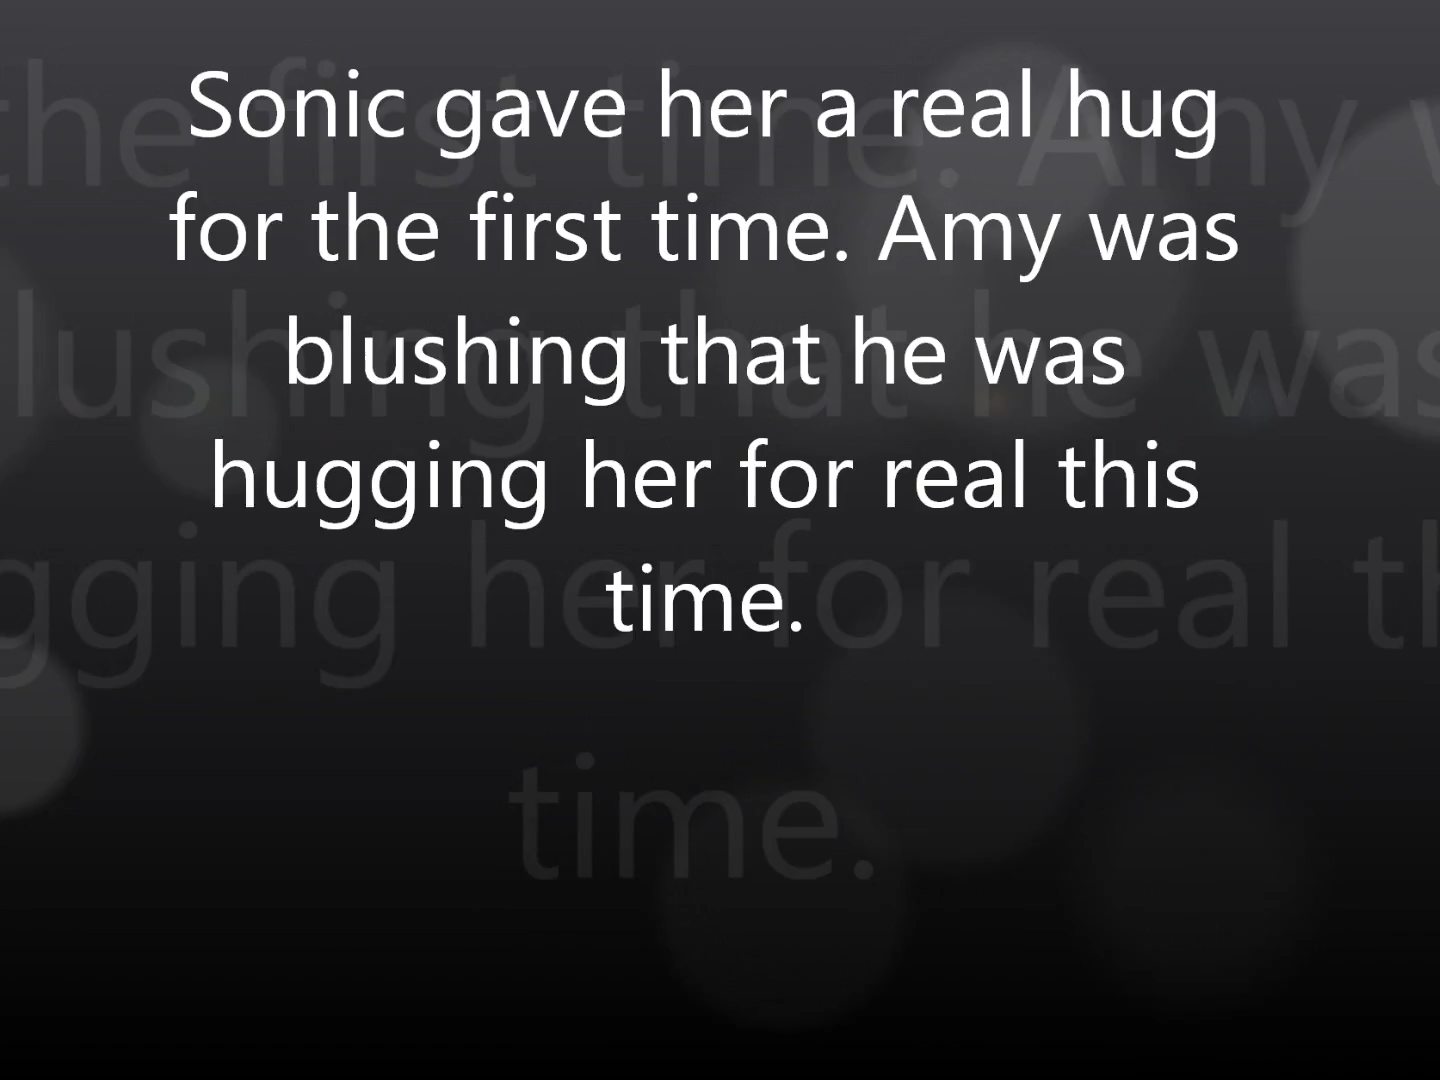 Sonic gave her a real hug
for the first time. Amy was
blushing that he was
hugging her for real this
time.